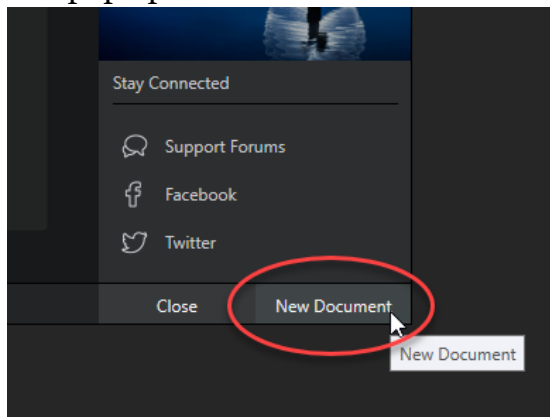 Stay Connected
Support Forums
Facebook
Twitter
Close New Document
New Document